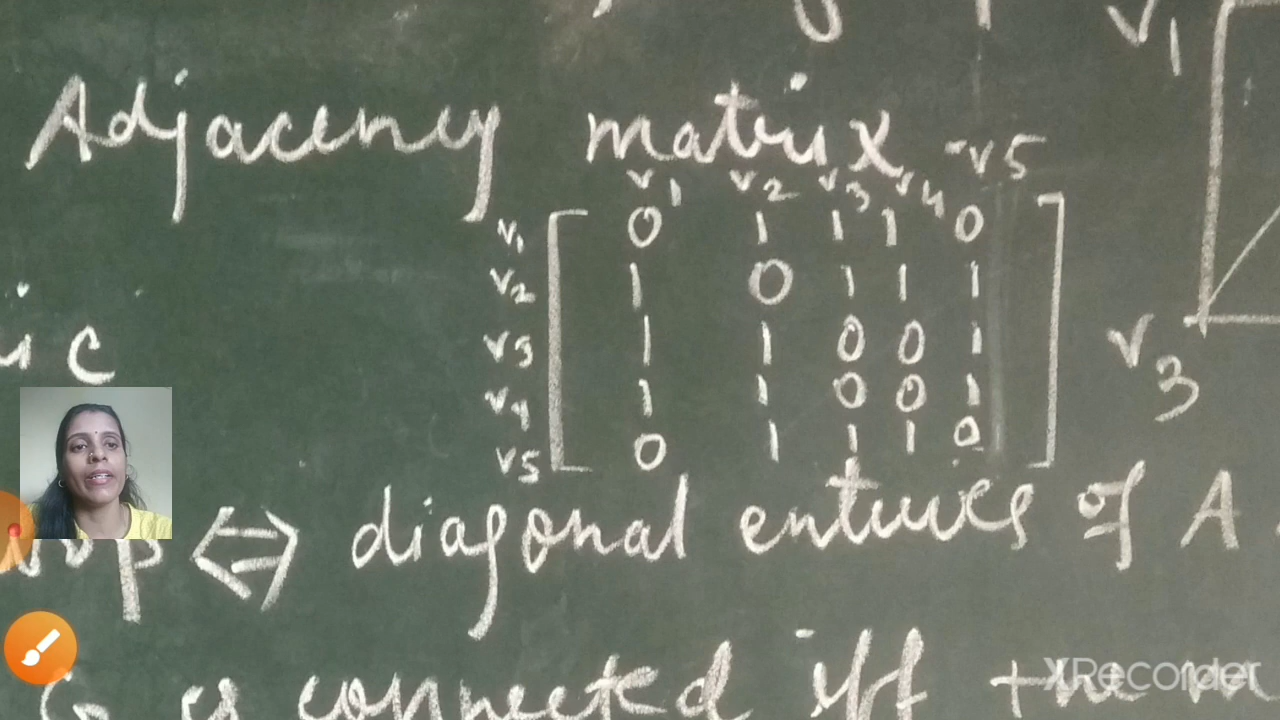 v1
Adjacency matrix
v1 v2 v3 v4 v5
v1 0 1 1 1 0
v2 1 0 1 1 1
v3 1 1 0 0 1
v3
v4 1 1 0 0 1
v5 0 1 1 1 0
⇔ diagonal entries of A
G is connected iff the
XRecorder